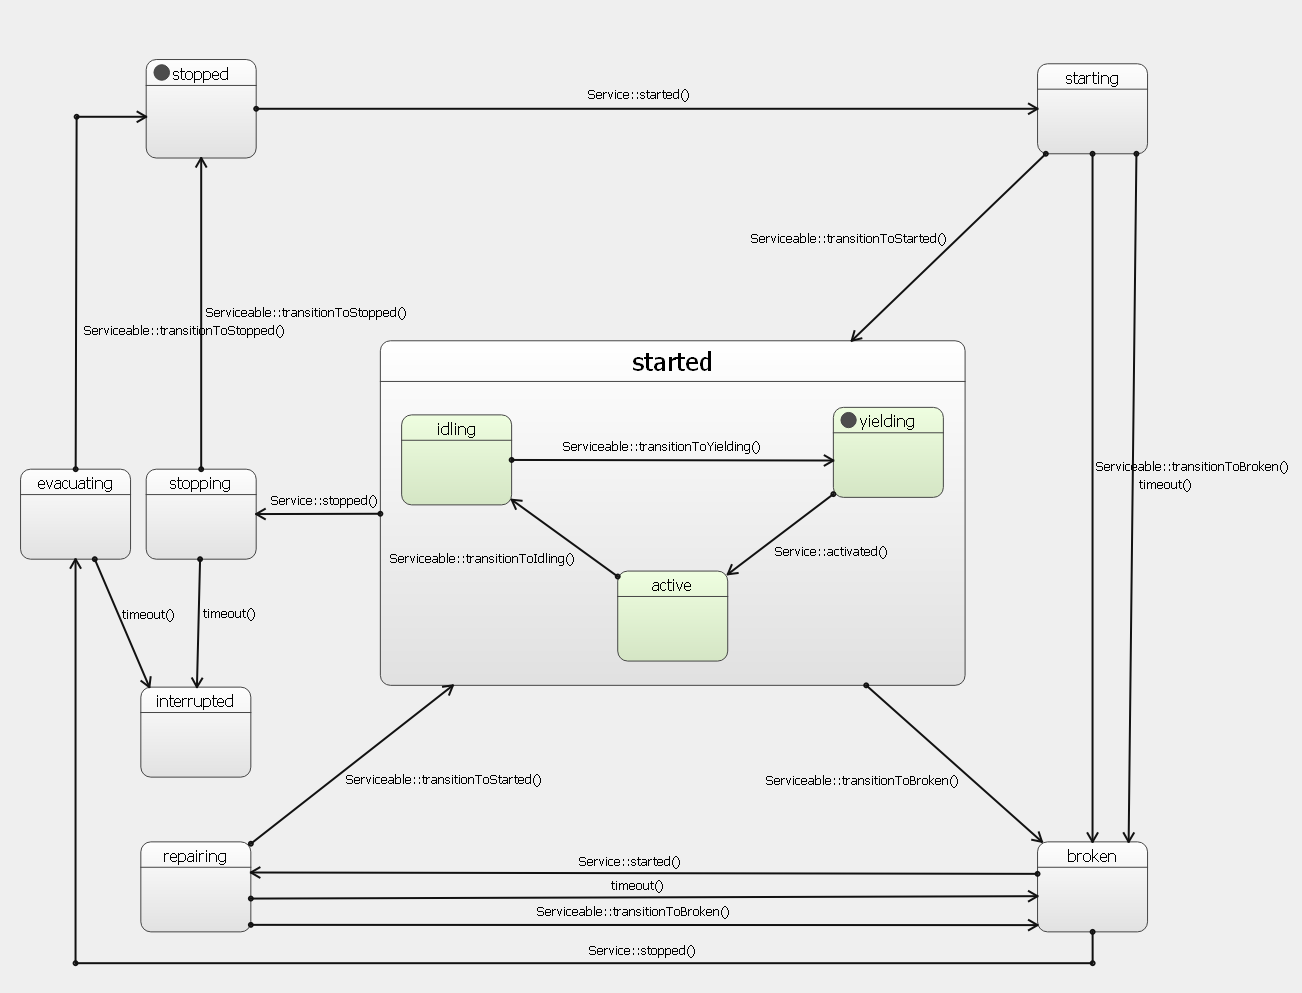 stopped
starting
Service::started()
Serviceable::transitionToStarted()
Serviceable::transitionToStopped()
Serviceable::transitionToStopped()
started
idling
yielding
Serviceable::transitionToYielding()
Serviceable::transitionToBroken()
timeout()
evacuating
stopping
Service::stopped()
Service::activated()
Serviceable::transitionToIdling()
active
timeout()
timeout()
interrupted
Serviceable::transitionToStarted()
Serviceable::transitionToBroken()
repairing
broken
Service::started()
timeout()
Serviceable::transitionToBroken()
Service::stopped()